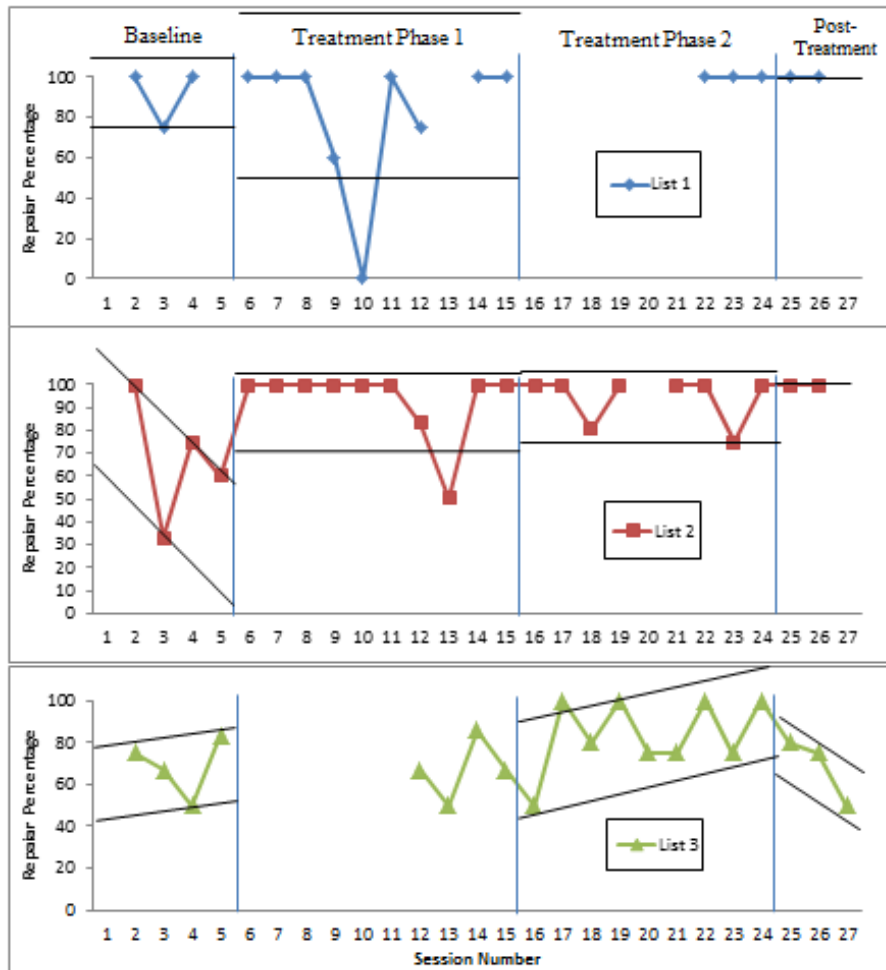 Baseline
Treatment Phase 1
Treatment Phase 2
Post-
Treatment
Repaiar Percentage
100
80
60
40
20
0
List 1
1 2 3 4 5 6 7 8 9 10 11 12 14 15 16 17 18 19 20 21 22 23 24 25 26 27
Repaiar Percentage
100
90
80
70
60
50
40
30
20
10
0
List 2
1 2 3 4 5 6 7 8 9 10 11 12 13 14 15 16 17 18 19 20 21 22 23 24 25 26 27
Repaiar Percentage
100
80
60
40
20
0
List 3
1 2 3 4 5 6 7 8 9 10 11 12 13 14 15 16 17 18 19 20 21 22 23 24 25 26 27
Session Number